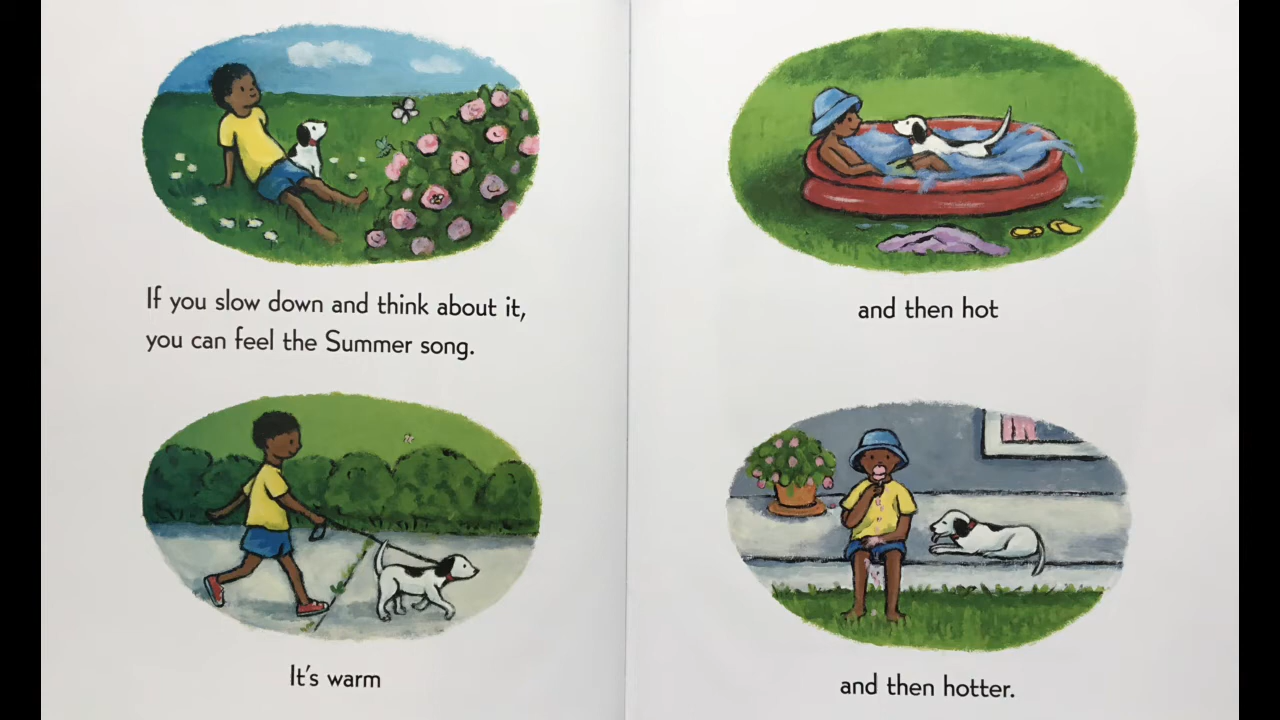 If you slow down and think about it,
you can feel the Summer song.
It's warm
and then hot
and then hotter.